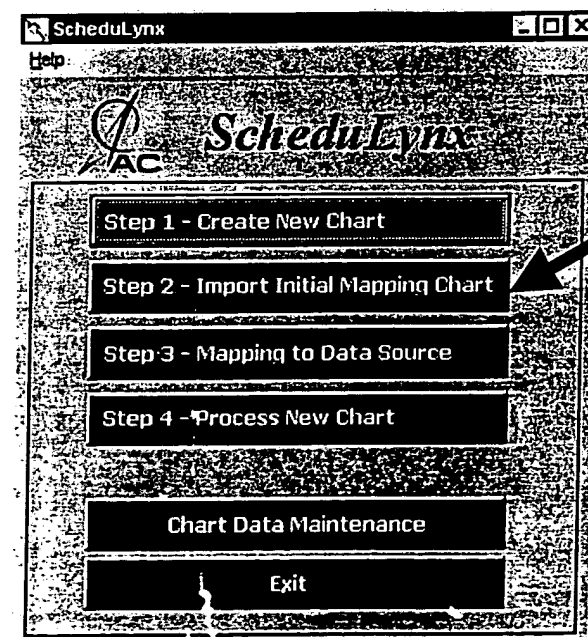 ScheduLynx
Help
AC
ScheduLynx
Step 1 - Create New Chart
Step 2 - Import Initial Mapping Chart
Step 3 - Mapping to Data Source
Step 4 - Process New Chart
Chart Data Maintenance
Exit